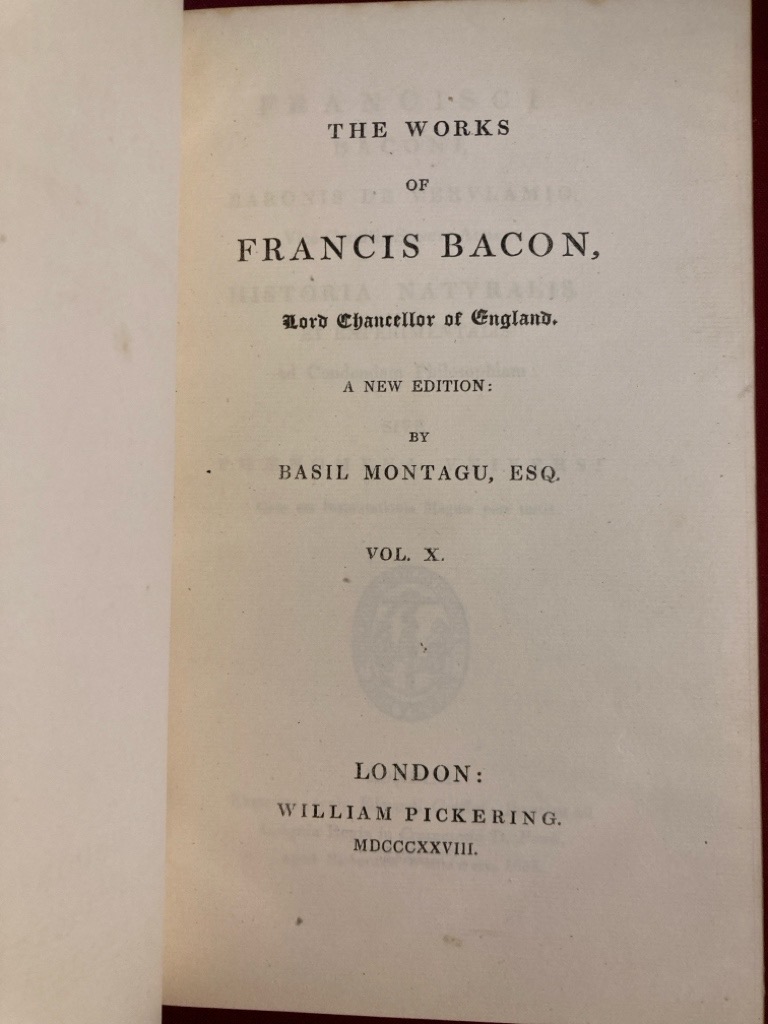 THE WORKS
OF
FRANCIS BACON,
Lord Chancellor of England.
A NEW EDITION:
BY
BASIL MONTAGU, ESQ.
VOL. X.
LONDON:
WILLIAM PICKERING.
MDCCCXXVIII.